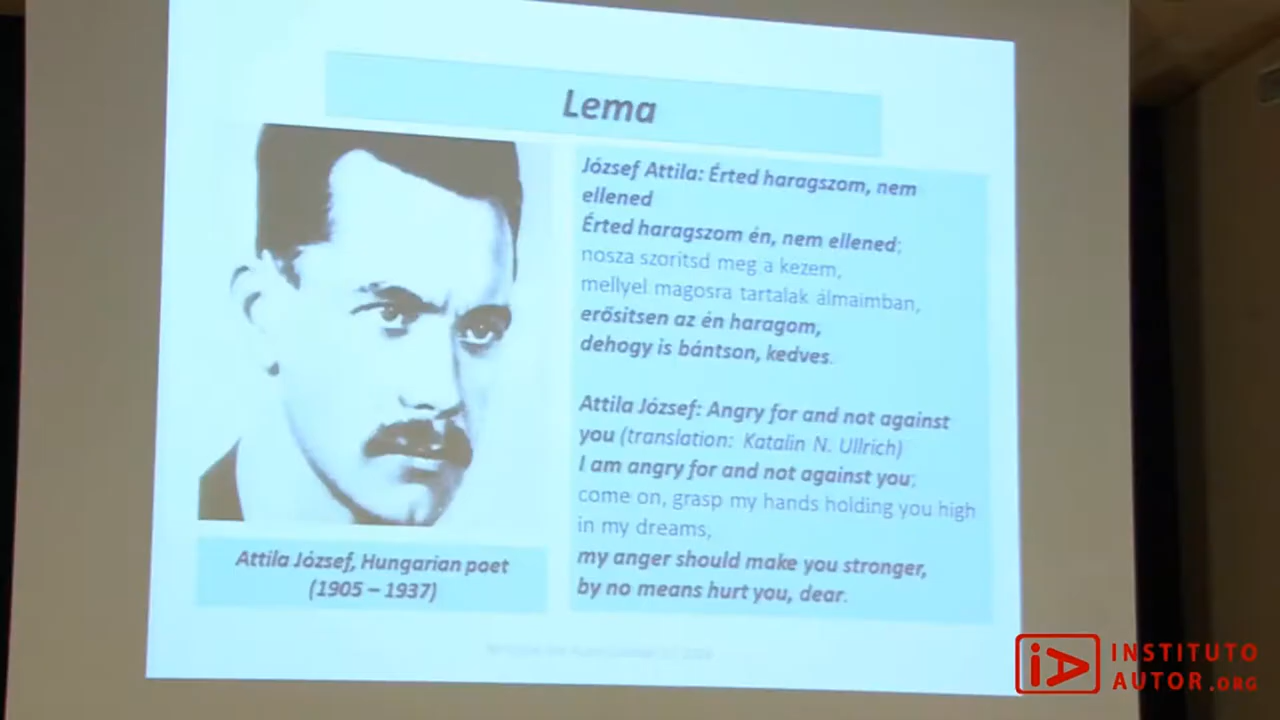 Lema
József Attila: Érted haragszom, nem
ellened
Érted haragszom én, nem ellened;
nosza szorítsd meg a kezem,
mellyel magosra tartalak álmaimban,
erősítsen az én haragom,
dehogy is bántson, kedves.
Attila József: Angry for and not against
you (translation: Katalin N. Ullrich)
I am angry for and not against you;
come on, grasp my hands holding you high
in my dreams,
my anger should make you stronger,
by no means hurt you, dear.
Attila József, Hungarian poet
(1905 – 1937)
iA INSTITUTO
AUTOR.ORG